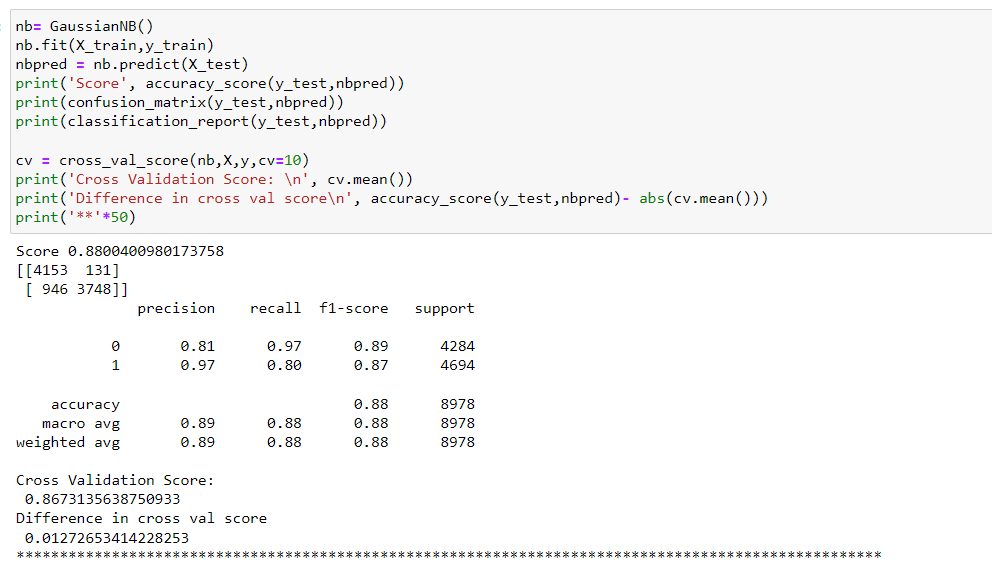 nb= GaussianNB()
nb.fit(X_train,y_train)
nbpred = nb.predict(X_test)
print('Score', accuracy_score(y_test,nbpred))
print(confusion_matrix(y_test,nbpred))
print(classification_report(y_test,nbpred))

cv = cross_val_score(nb,X,y,cv=10)
print('Cross Validation Score: \n', cv.mean())
print('Difference in cross val score\n', accuracy_score(y_test,nbpred)- abs(cv.mean()))
print('**'*50)
Score 0.8800400980173758
[[4153  131]
 [ 946 3748]]
              precision    recall  f1-score   support

           0       0.81      0.97      0.89      4284
           1       0.97      0.80      0.87      4694

    accuracy                           0.88      8978
   macro avg       0.89      0.88      0.88      8978
weighted avg       0.89      0.88      0.88      8978

Cross Validation Score:
 0.8673135638750933
Difference in cross val score
 0.01272653414228253
****************************************************************************************************